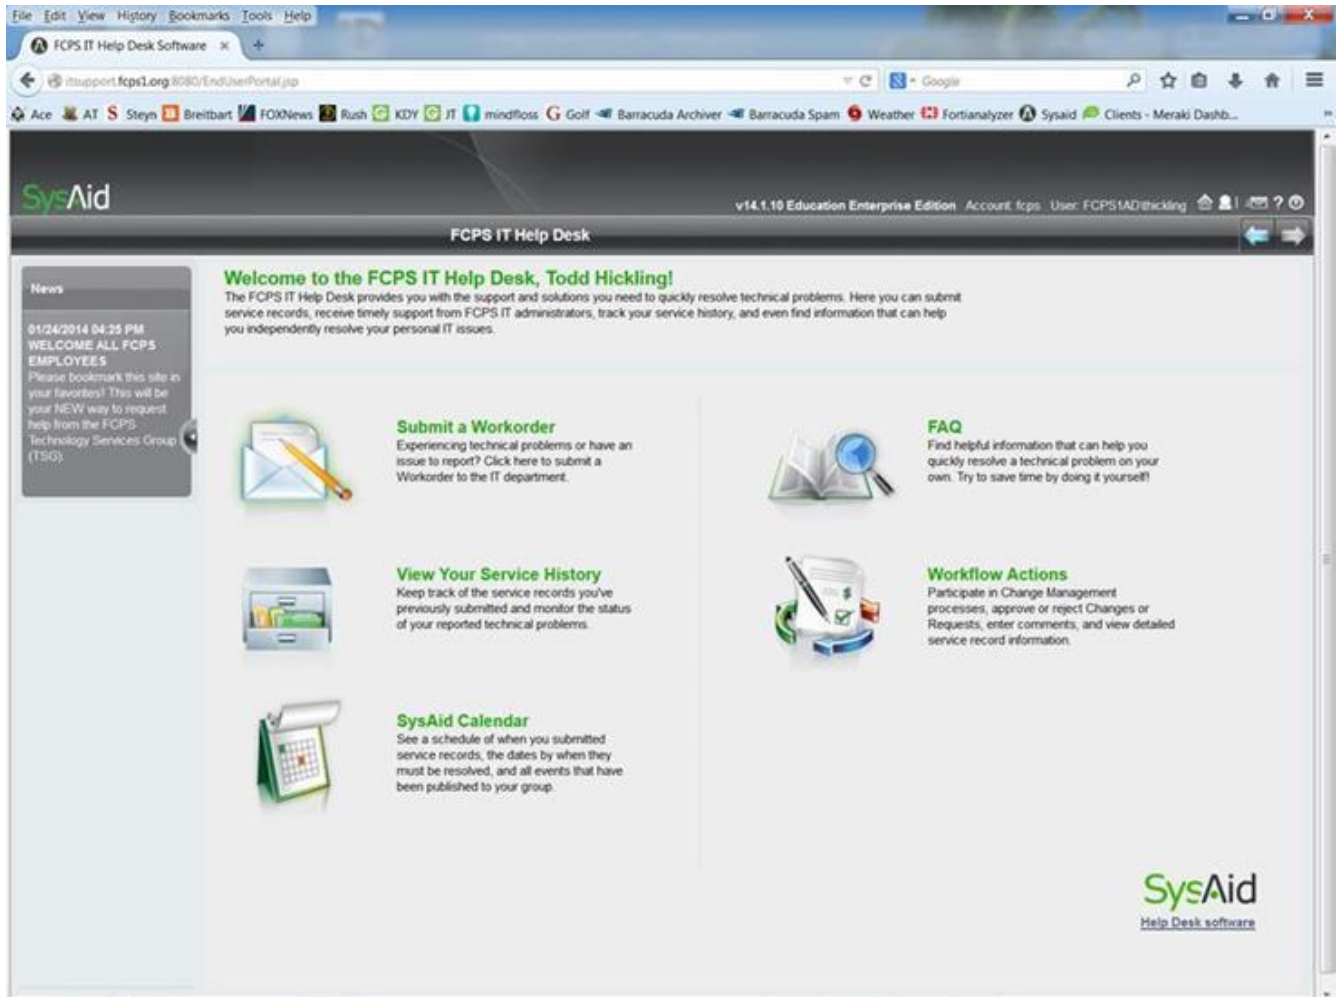 File Edit View History Bookmarks Tools Help
FCPS IT Help Desk Software × +
itsupport.fcps1.org:8080/EndUserPortal.jsp
Google
Ace AT Steyn Breitbart FOXNews Rush KDY JT mindfloss Golf Barracuda Archiver Barracuda Spam Weather Fortianalyzer Sysaid Clients - Meraki Dashb...
SysAid
v14.1.10 Education Enterprise Edition Account: fcps User: FCPS1AD\thickling
FCPS IT Help Desk
News
01/24/2014 04:25 PM
WELCOME ALL FCPS
EMPLOYEES
Please bookmark this site in
your favorites! This will be
your NEW way to request
help from the FCPS
Technology Services Group
(TSG).
Welcome to the FCPS IT Help Desk, Todd Hickling!
The FCPS IT Help Desk provides you with the support and solutions you need to quickly resolve technical problems. Here you can submit
service records, receive timely support from FCPS IT administrators, track your service history, and even find information that can help
you independently resolve your personal IT issues.
Submit a Workorder
Experiencing technical problems or have an
issue to report? Click here to submit a
Workorder to the IT department.
FAQ
Find helpful information that can help you
quickly resolve a technical problem on your
own. Try to save time by doing it yourself!
View Your Service History
Keep track of the service records you've
previously submitted and monitor the status
of your reported technical problems.
Workflow Actions
Participate in Change Management
processes, approve or reject Changes or
Requests, enter comments, and view detailed
service record information.
SysAid Calendar
See a schedule of when you submitted
service records, the dates by when they
must be resolved, and all events that have
been published to your group.
SysAid
Help Desk software